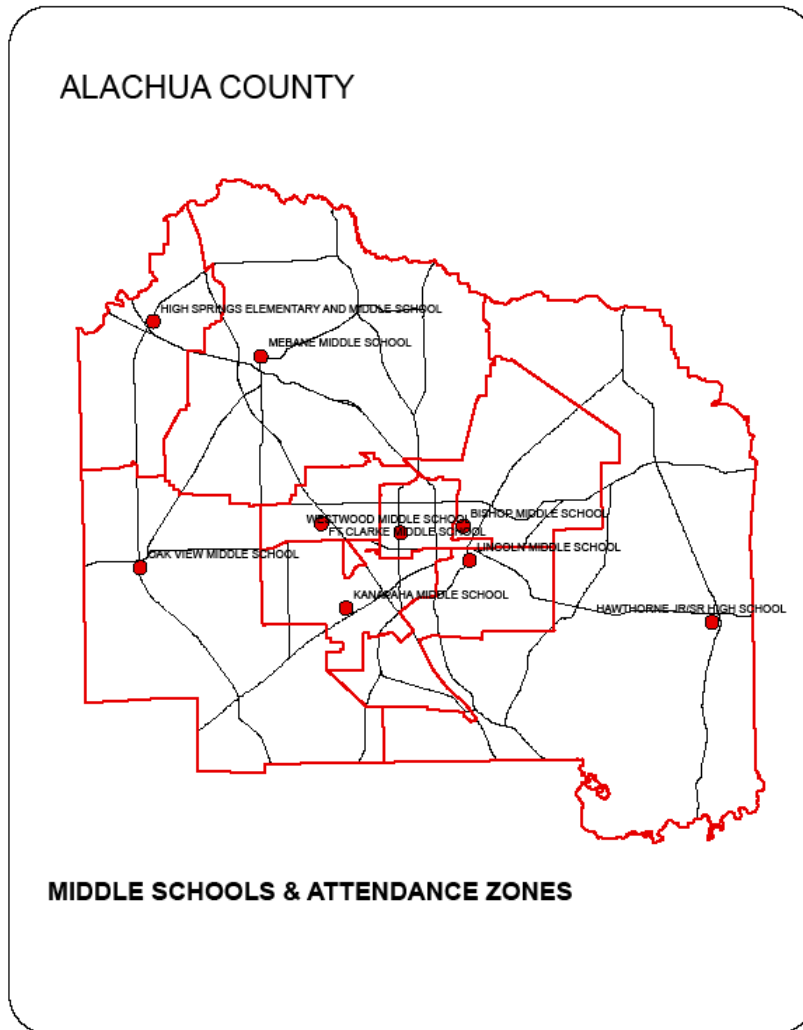 ALACHUA COUNTY
HIGH SPRINGS ELEMENTARY AND MIDDLE SCHOOL
MEBANE MIDDLE SCHOOL
BISHOP MIDDLE SCHOOL
WESTWOOD MIDDLE SCHOOL
FT CLARKE MIDDLE SCHOOL
LINCOLN MIDDLE SCHOOL
OAK VIEW MIDDLE SCHOOL
KANAPAHA MIDDLE SCHOOL
HAWTHORNE JR/SR HIGH SCHOOL
MIDDLE SCHOOLS & ATTENDANCE ZONES